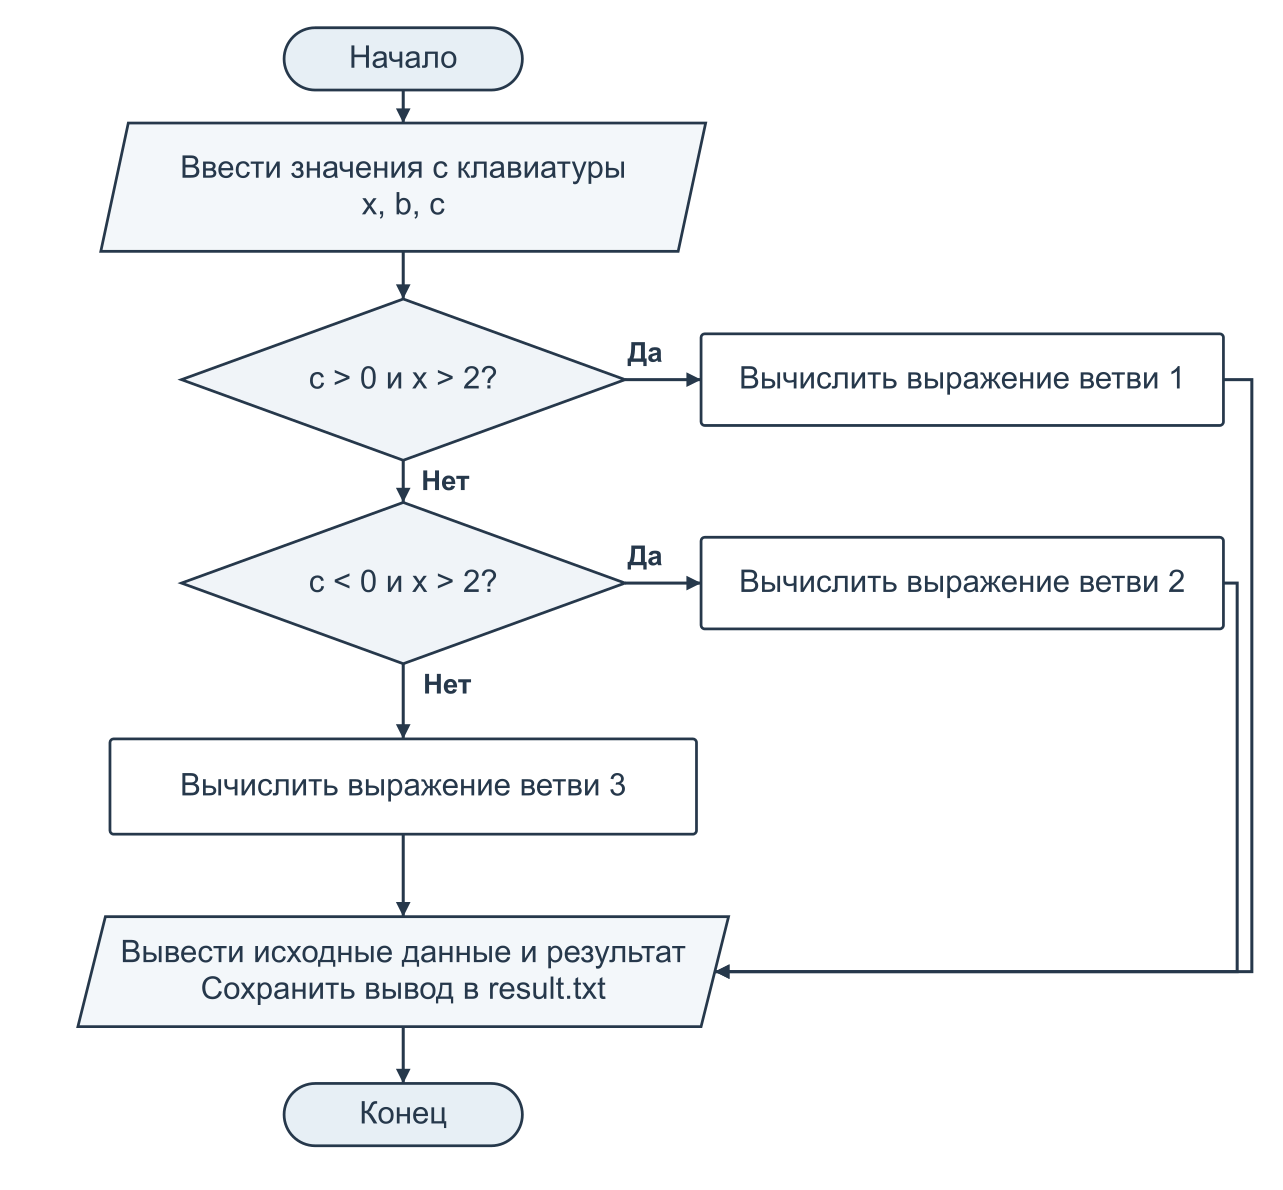 Начало
Ввести значения с клавиатуры
x, b, c
c > 0 и x > 2?
Да
Вычислить выражение ветви 1
Нет
c < 0 и x > 2?
Да
Вычислить выражение ветви 2
Нет
Вычислить выражение ветви 3
Вывести исходные данные и результат
Сохранить вывод в result.txt
Конец